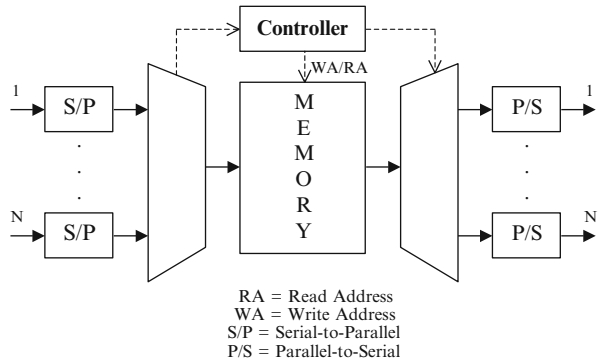 Controller
WA/RA
1
S/P
M
E
M
O
R
Y
P/S
1
N
S/P
P/S
N
RA = Read Address
WA = Write Address
S/P = Serial-to-Parallel
P/S = Parallel-to-Serial